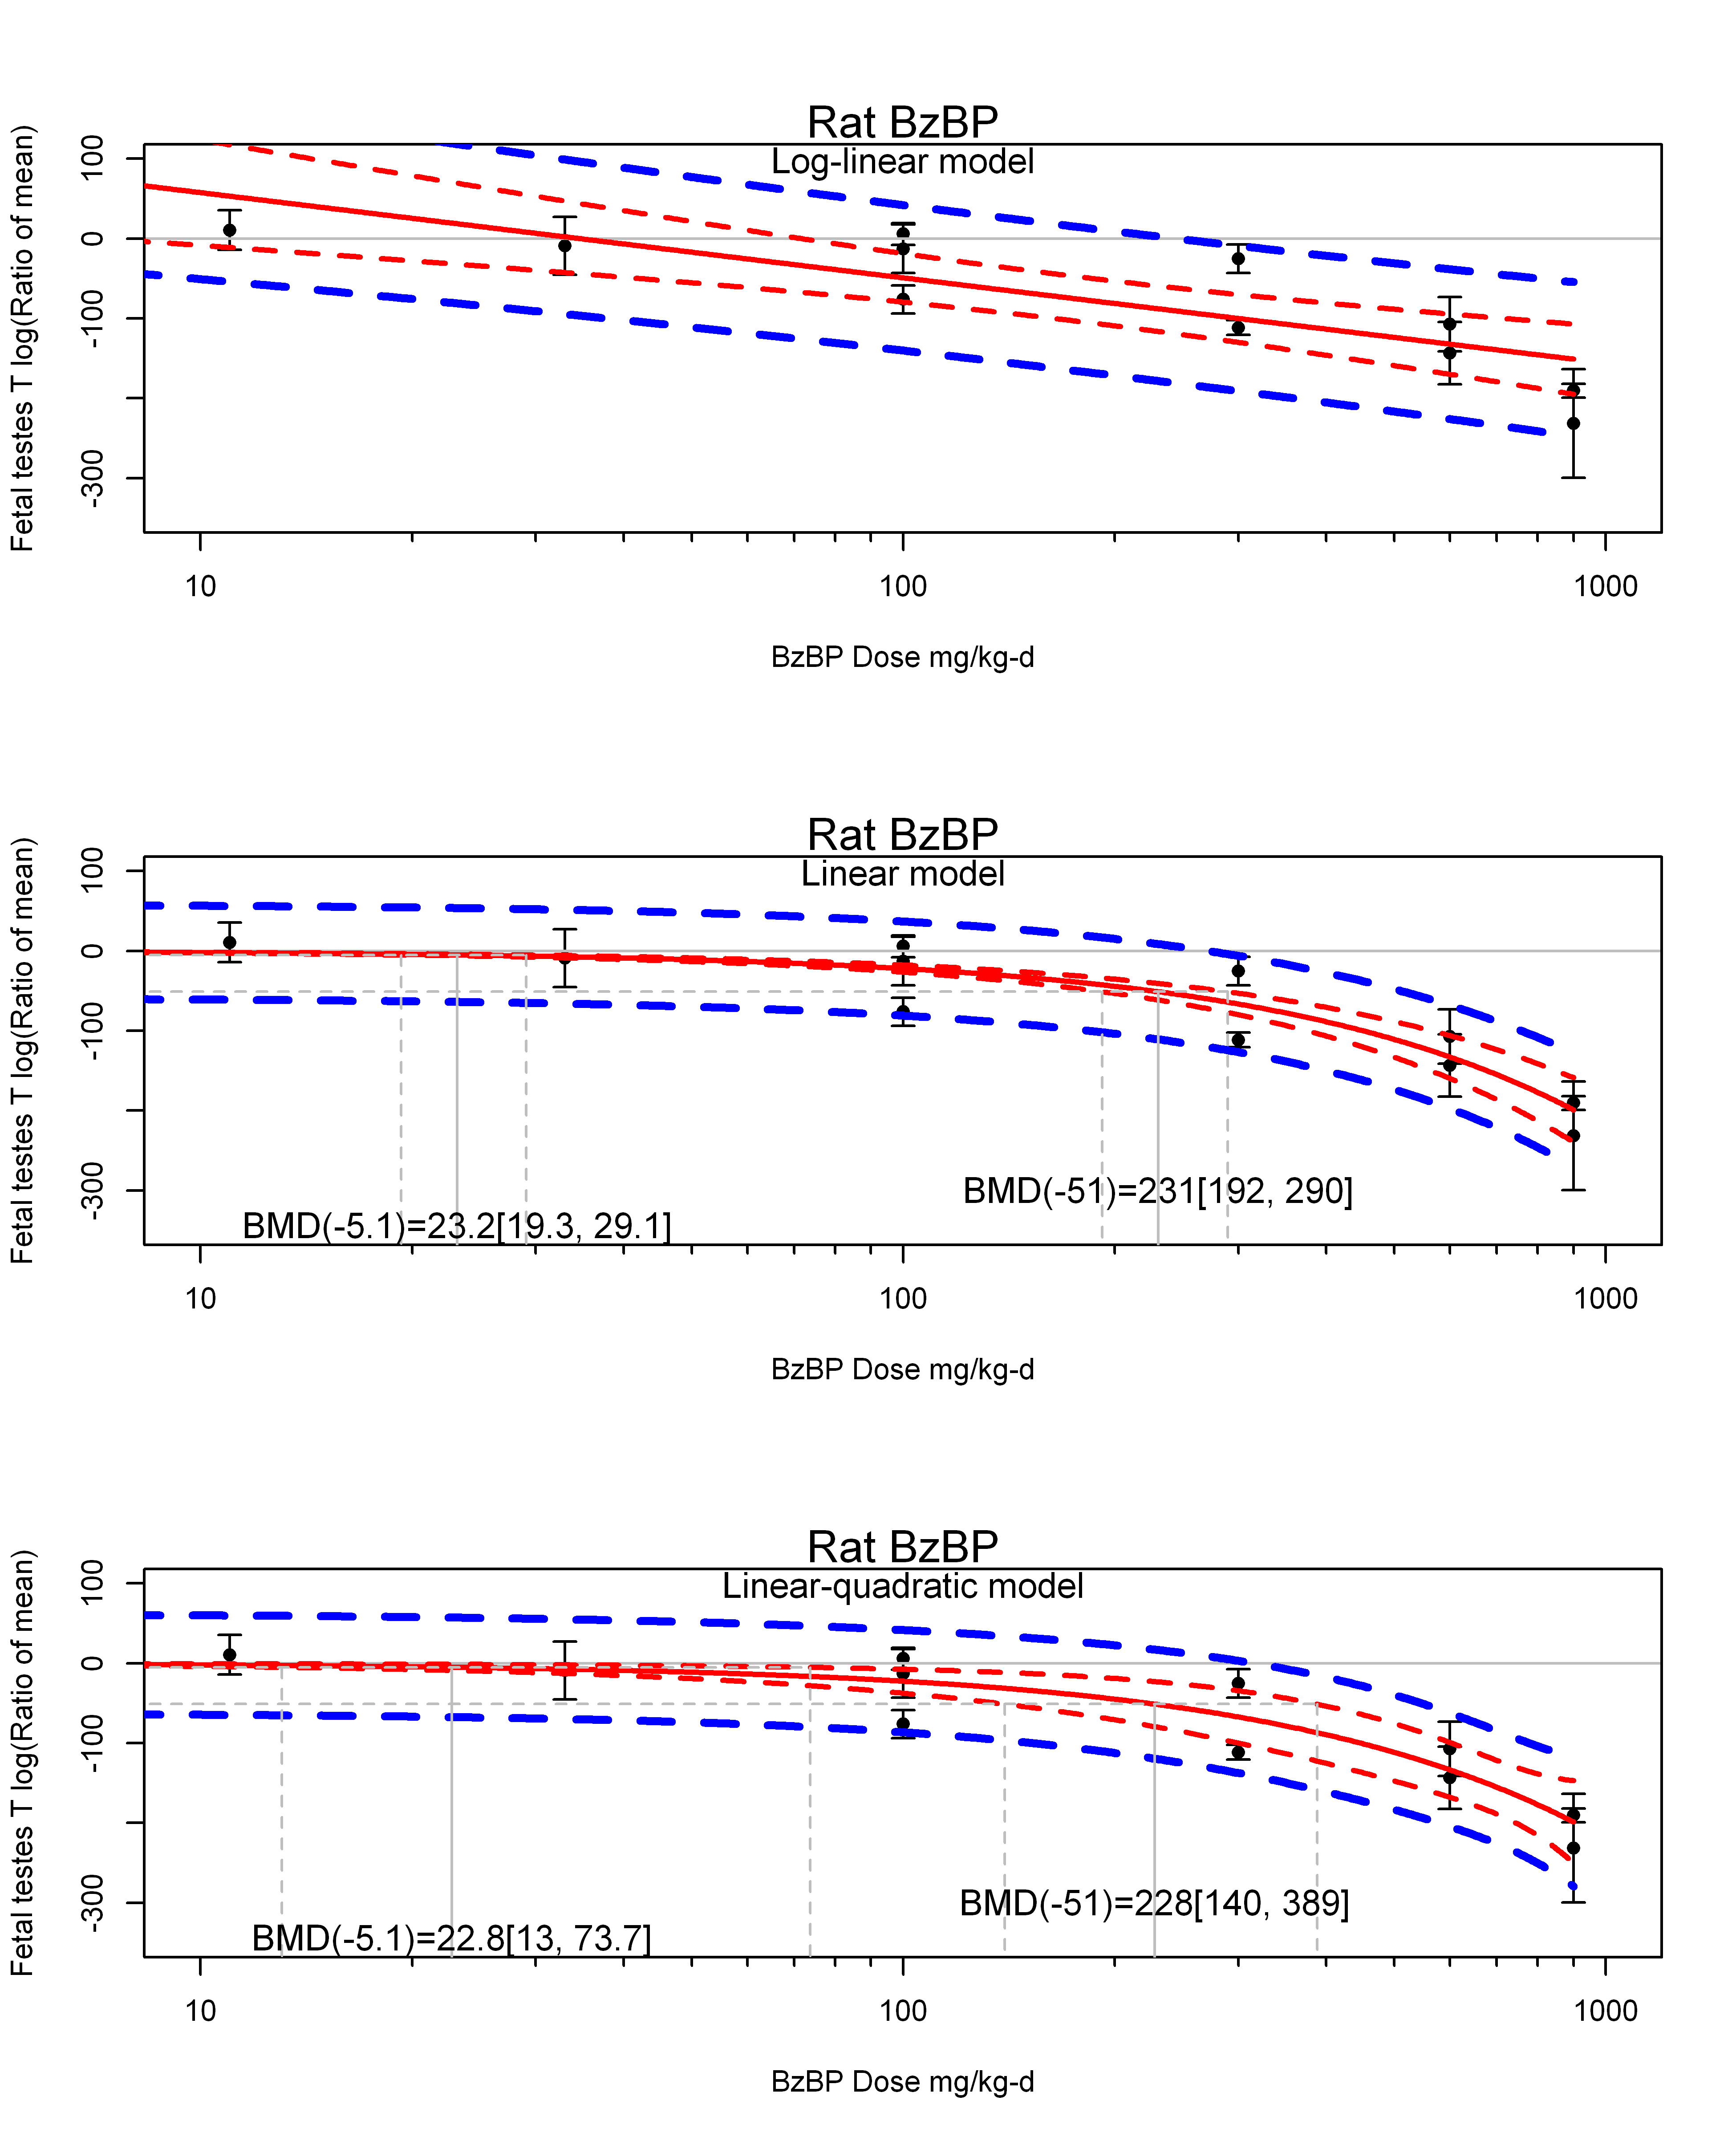 Rat BzBP
Log-linear model
Fetal testes T log(Ratio of mean)
100
0
-100
-300
10 100 1000
BzBP Dose mg/kg-d
Rat BzBP
Linear model
Fetal testes T log(Ratio of mean)
100
0
-100
-300
BMD(-51)=231[192, 290]
BMD(-5.1)=23.2[19.3, 29.1]
10 100 1000
BzBP Dose mg/kg-d
Rat BzBP
Linear-quadratic model
Fetal testes T log(Ratio of mean)
100
0
-100
-300
BMD(-51)=228[140, 389]
BMD(-5.1)=22.8[13, 73.7]
10 100 1000
BzBP Dose mg/kg-d